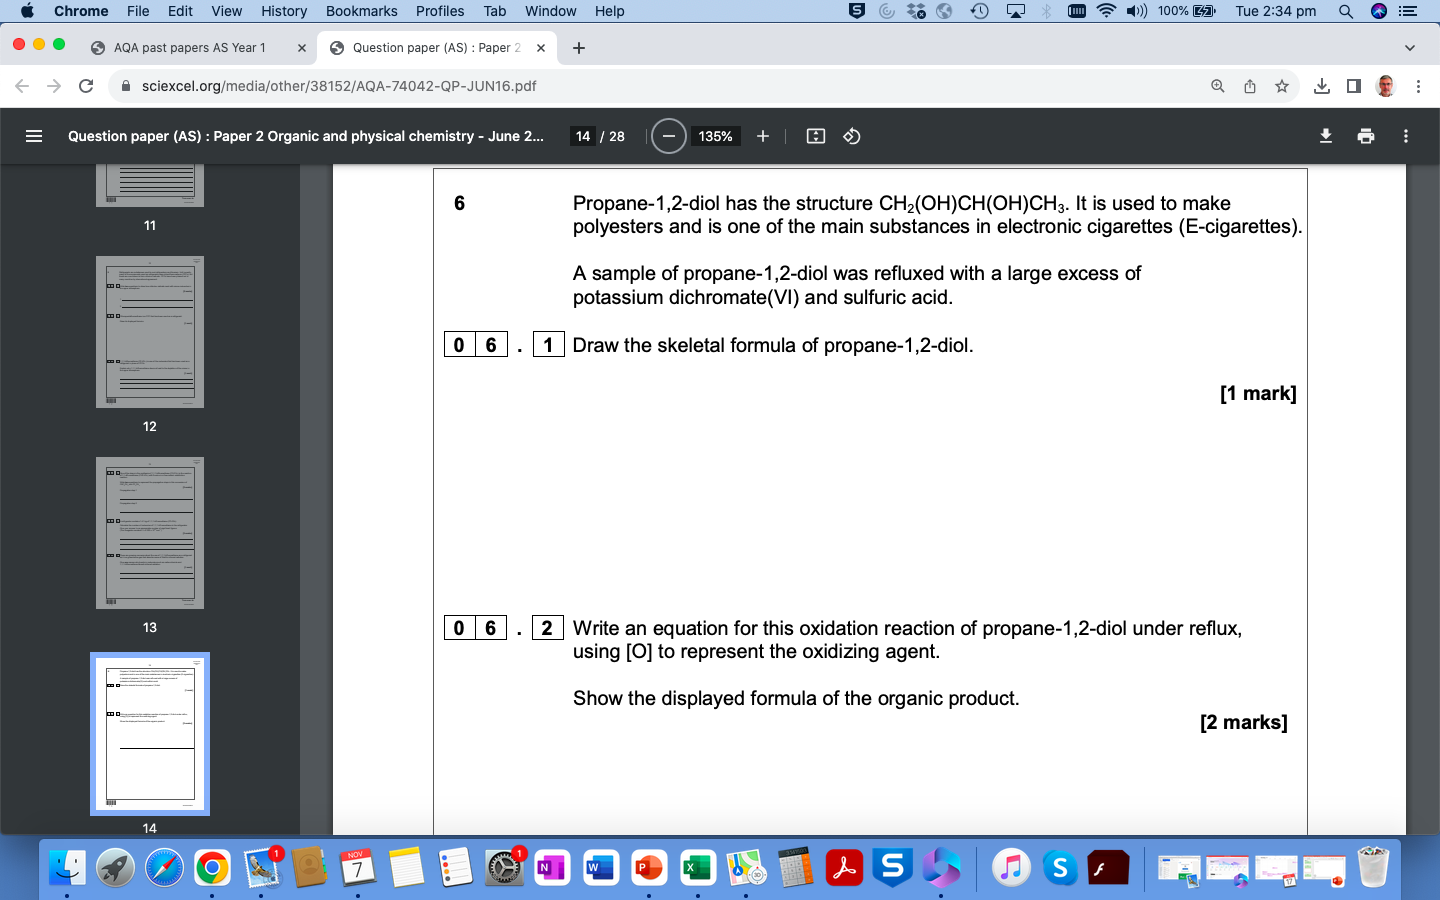 Chrome File Edit View History Bookmarks Profiles Tab Window Help 100% Tue 2:34 pm
AQA past papers AS Year 1
Question paper (AS) : Paper 2
sciexcel.org/media/other/38152/AQA-74042-QP-JUN16.pdf
Question paper (AS) : Paper 2 Organic and physical chemistry - June 2... 14 / 28 135%
11
12
13
14
6 Propane-1,2-diol has the structure CH₂(OH)CH(OH)CH₃. It is used to make
polyesters and is one of the main substances in electronic cigarettes (E-cigarettes).
A sample of propane-1,2-diol was refluxed with a large excess of
potassium dichromate(VI) and sulfuric acid.
0 6 . 1 Draw the skeletal formula of propane-1,2-diol.
[1 mark]
0 6 . 2 Write an equation for this oxidation reaction of propane-1,2-diol under reflux,
using [O] to represent the oxidizing agent.
Show the displayed formula of the organic product.
[2 marks]
1
NOV
7
1
N
W
P
X
3D
S
S
f
17